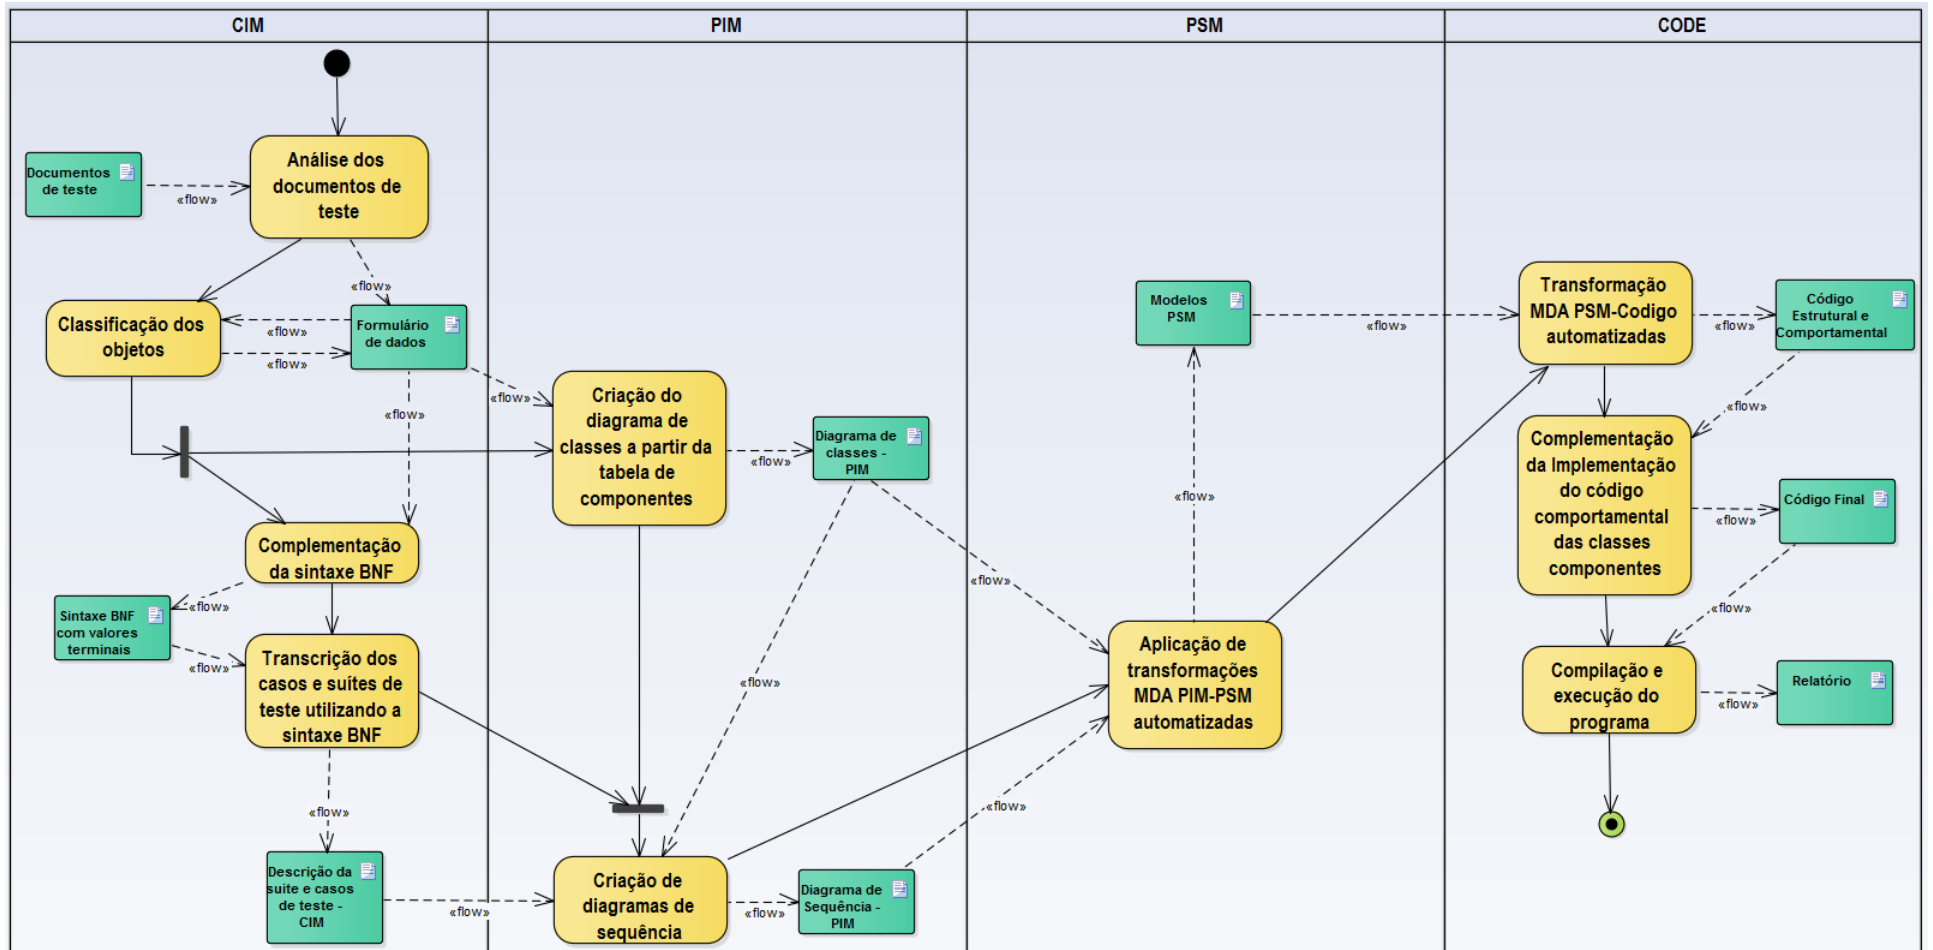 CIM
PIM
PSM
CODE
Análise dos
documentos de
teste
Documentos
de teste
«flow»
«flow»
Classificação dos
objetos
«flow»
«flow»
Formulário
de dados
«flow»
«flow»
Complementação
da sintaxe BNF
«flow»
Sintaxe BNF
com valores
terminais
«flow»
Transcrição dos
casos e suítes de
teste utilizando a
sintaxe BNF
«flow»
Descrição da
suite e casos
de teste -
CIM
«flow»
Criação do
diagrama de
classes a partir da
tabela de
componentes
«flow»
Diagrama de
classes -
PIM
«flow»
«flow»
Criação de
diagramas de
sequência
«flow»
Diagrama de
Sequência -
PIM
«flow»
Modelos
PSM
«flow»
«flow»
Aplicação de
transformações
MDA PIM-PSM
automatizadas
Transformação
MDA PSM-Codigo
automatizadas
«flow»
Código
Estrutural e
Comportamental
«flow»
Complementação
da Implementação
do código
comportamental
das classes
componentes
«flow»
Código Final
«flow»
Compilação e
execução do
programa
«flow»
Relatório